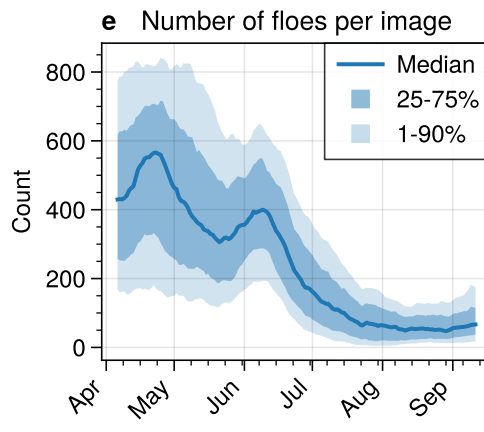 e Number of floes per image
Median
25-75%
1-90%
Count
800
600
400
200
0
Apr
May
Jun
Jul
Aug
Sep